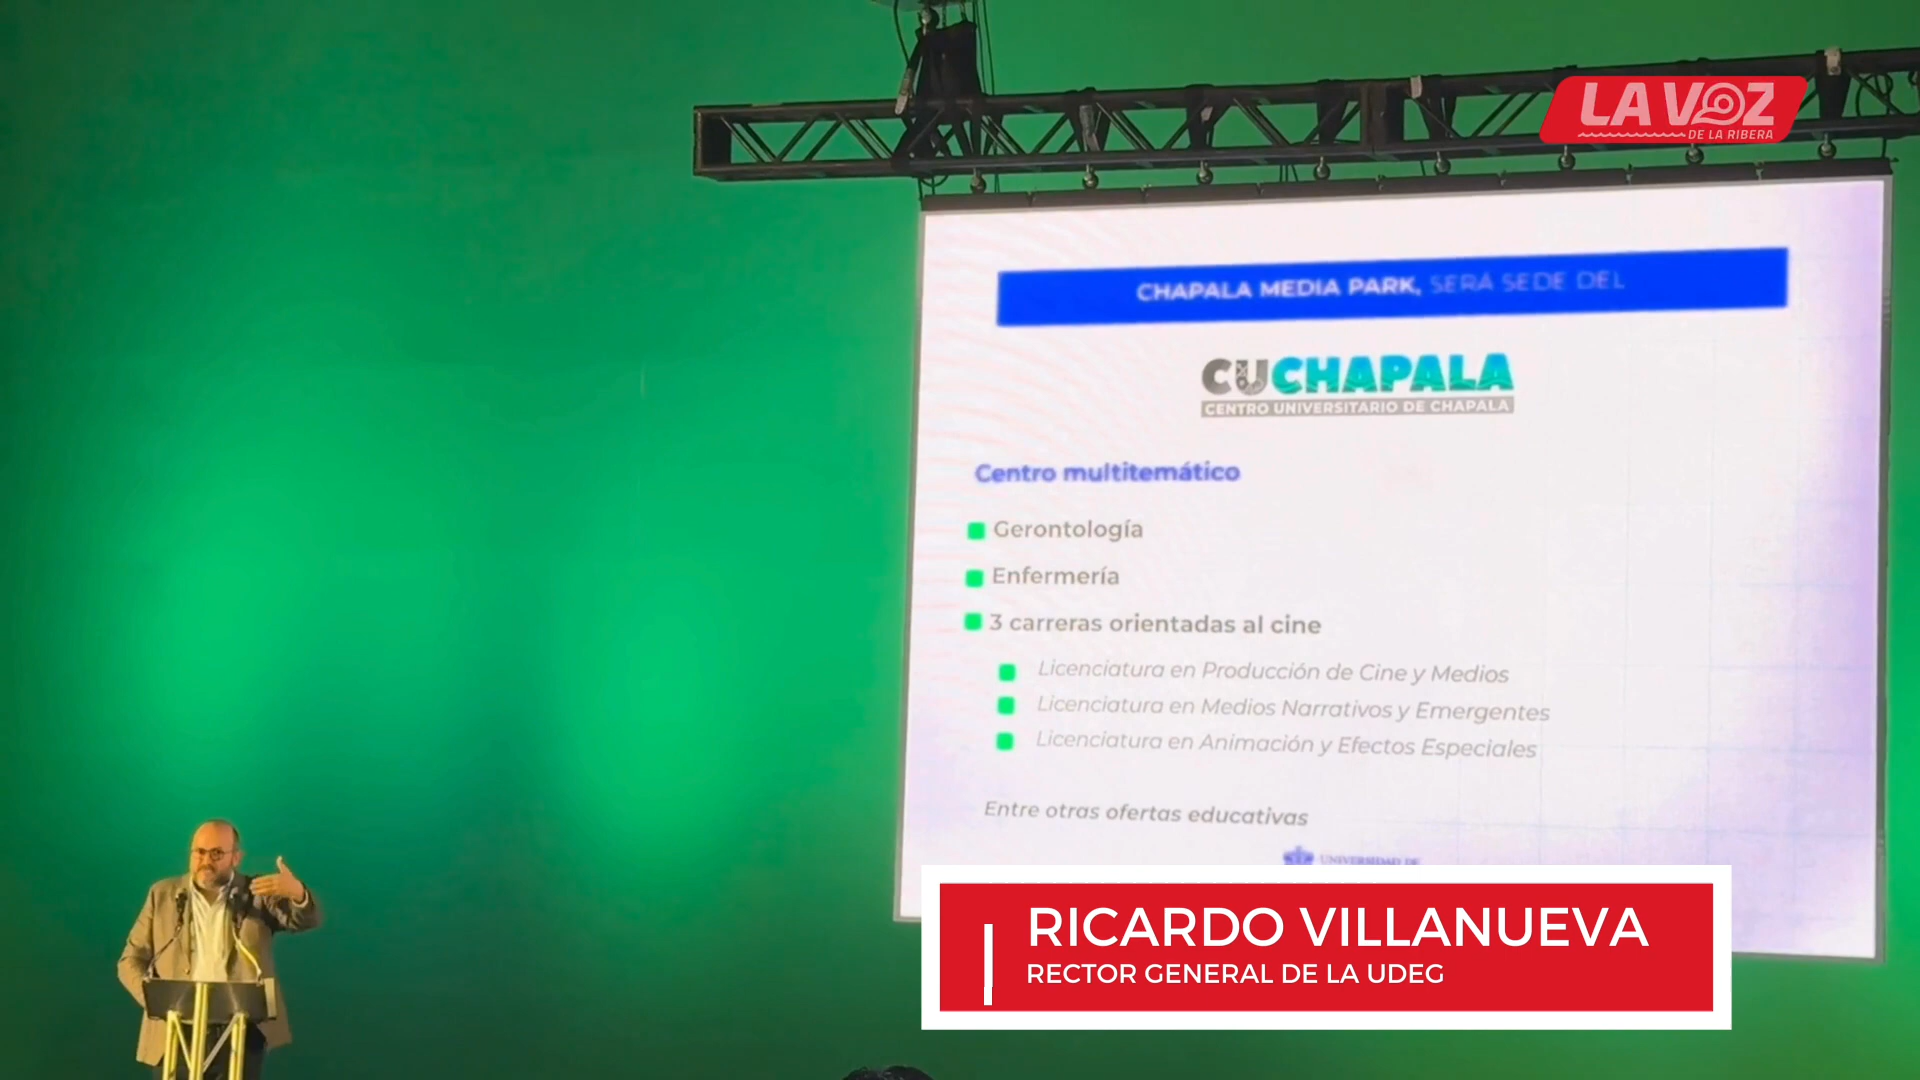 LA VOZ
DE LA RIBERA
CHAPALA MEDIA PARK, SERÁ SEDE DEL
CUCHAPALA
CENTRO UNIVERSITARIO DE CHAPALA
Centro multitemático
Gerontología
Enfermería
3 carreras orientadas al cine
Licenciatura en Producción de Cine y Medios
Licenciatura en Medios Narrativos y Emergentes
Licenciatura en Animación y Efectos Especiales
Entre otras ofertas educativas
UNIVERSIDAD DE
RICARDO VILLANUEVA
RECTOR GENERAL DE LA UDEG